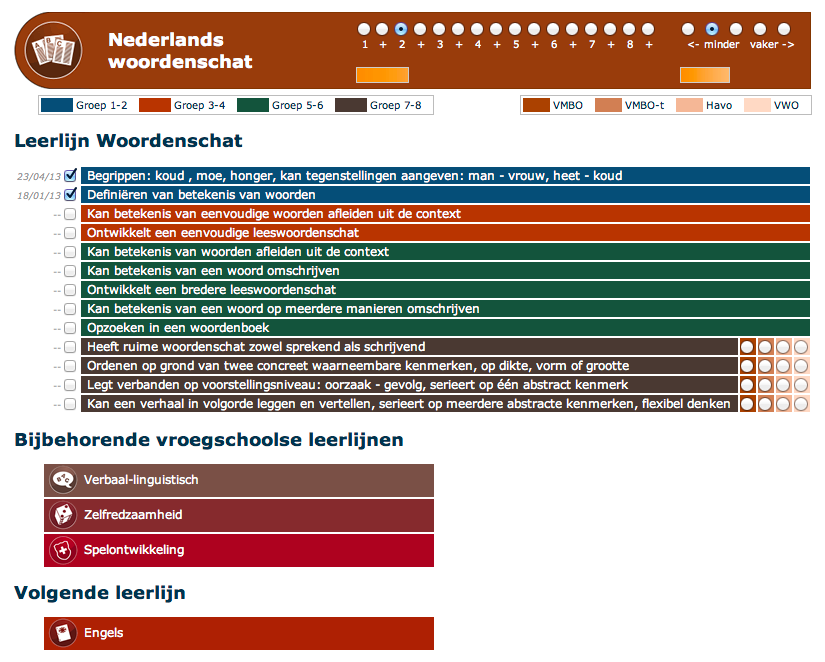 Nederlands
woordenschat
1 + 2 + 3 + 4 + 5 + 6 + 7 + 8 +
<- minder vaker ->
Groep 1-2 Groep 3-4 Groep 5-6 Groep 7-8
VMBO VMBO-t Havo VWO
Leerlijn Woordenschat
23/04/13 Begrippen: koud , moe, honger, kan tegenstellingen aangeven: man - vrouw, heet - koud
18/01/13 Definiëren van betekenis van woorden
-- Kan betekenis van eenvoudige woorden afleiden uit de context
-- Ontwikkelt een eenvoudige leeswoordenschat
-- Kan betekenis van woorden afleiden uit de context
-- Kan betekenis van een woord omschrijven
-- Ontwikkelt een bredere leeswoordenschat
-- Kan betekenis van een woord op meerdere manieren omschrijven
-- Opzoeken in een woordenboek
-- Heeft ruime woordenschat zowel sprekend als schrijvend
-- Ordenen op grond van twee concreet waarneembare kenmerken, op dikte, vorm of grootte
-- Legt verbanden op voorstellingsniveau: oorzaak - gevolg, serieert op één abstract kenmerk
-- Kan een verhaal in volgorde leggen en vertellen, serieert op meerdere abstracte kenmerken, flexibel denken
Bijbehorende vroegschoolse leerlijnen
Verbaal-linguistisch
Zelfredzaamheid
Spelontwikkeling
Volgende leerlijn
Engels